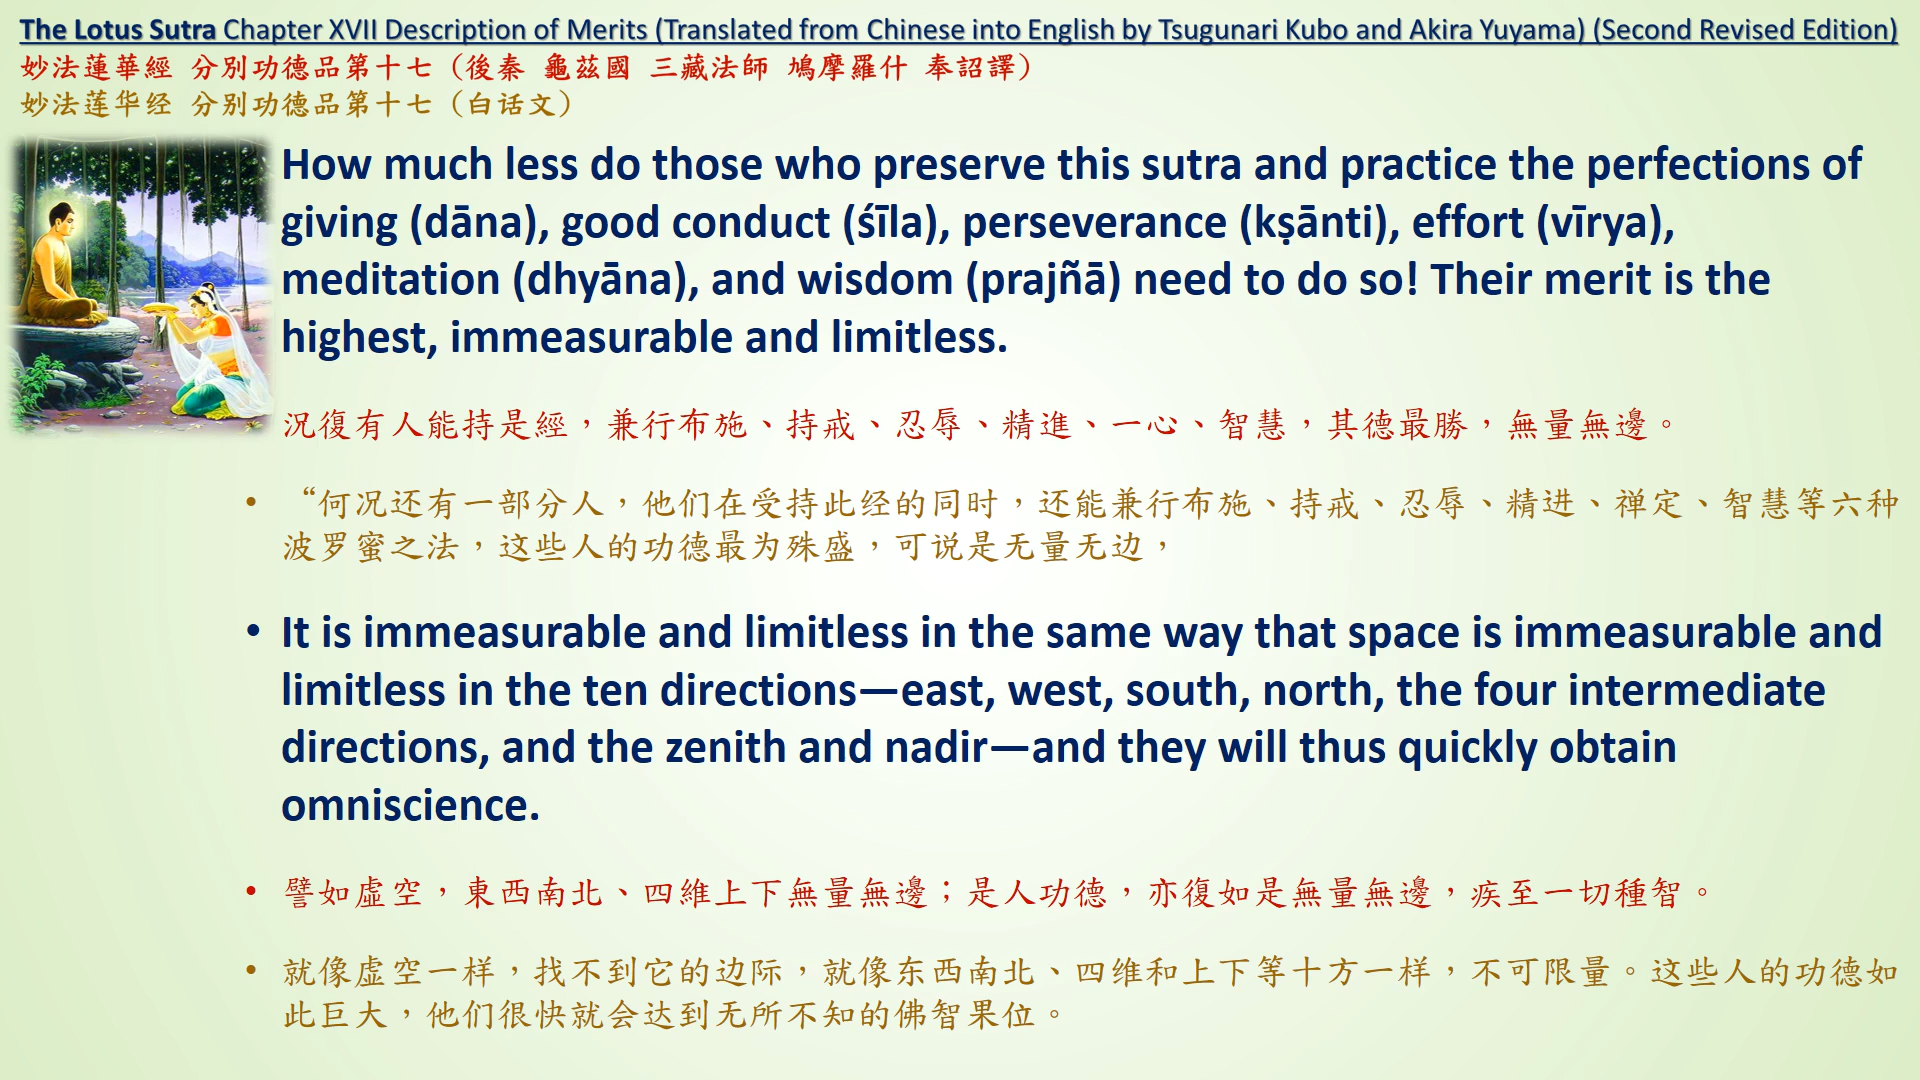 The Lotus Sutra Chapter XVII Description of Merits (Translated from Chinese into English by Tsugunari Kubo and Akira Yuyama) (Second Revised Edition)
妙法蓮華經 分別功德品第十七（後秦 龜茲國 三藏法師 鳩摩羅什 奉詔譯）
妙法莲华经 分别功德品第十七（白话文）
How much less do those who preserve this sutra and practice the perfections of
giving (dāna), good conduct (śīla), perseverance (kṣānti), effort (vīrya),
meditation (dhyāna), and wisdom (prajñā) need to do so! Their merit is the
highest, immeasurable and limitless.
況復有人能持是經，兼行布施、持戒、忍辱、精進、一心、智慧，其德最勝，無量無邊。
• “何况还有一部分人，他们在受持此经的同时，还能兼行布施、持戒、忍辱、精进、禅定、智慧等六种
波罗蜜之法，这些人的功德最为殊盛，可说是无量无边，
• It is immeasurable and limitless in the same way that space is immeasurable and
limitless in the ten directions—east, west, south, north, the four intermediate
directions, and the zenith and nadir—and they will thus quickly obtain
omniscience.
• 譬如虛空，東西南北、四維上下無量無邊；是人功德，亦復如是無量無邊，疾至一切種智。
• 就像虚空一样，找不到它的边际，就像东西南北、四维和上下等十方一样，不可限量。这些人的功德如
此巨大，他们很快就会达到无所不知的佛智果位。